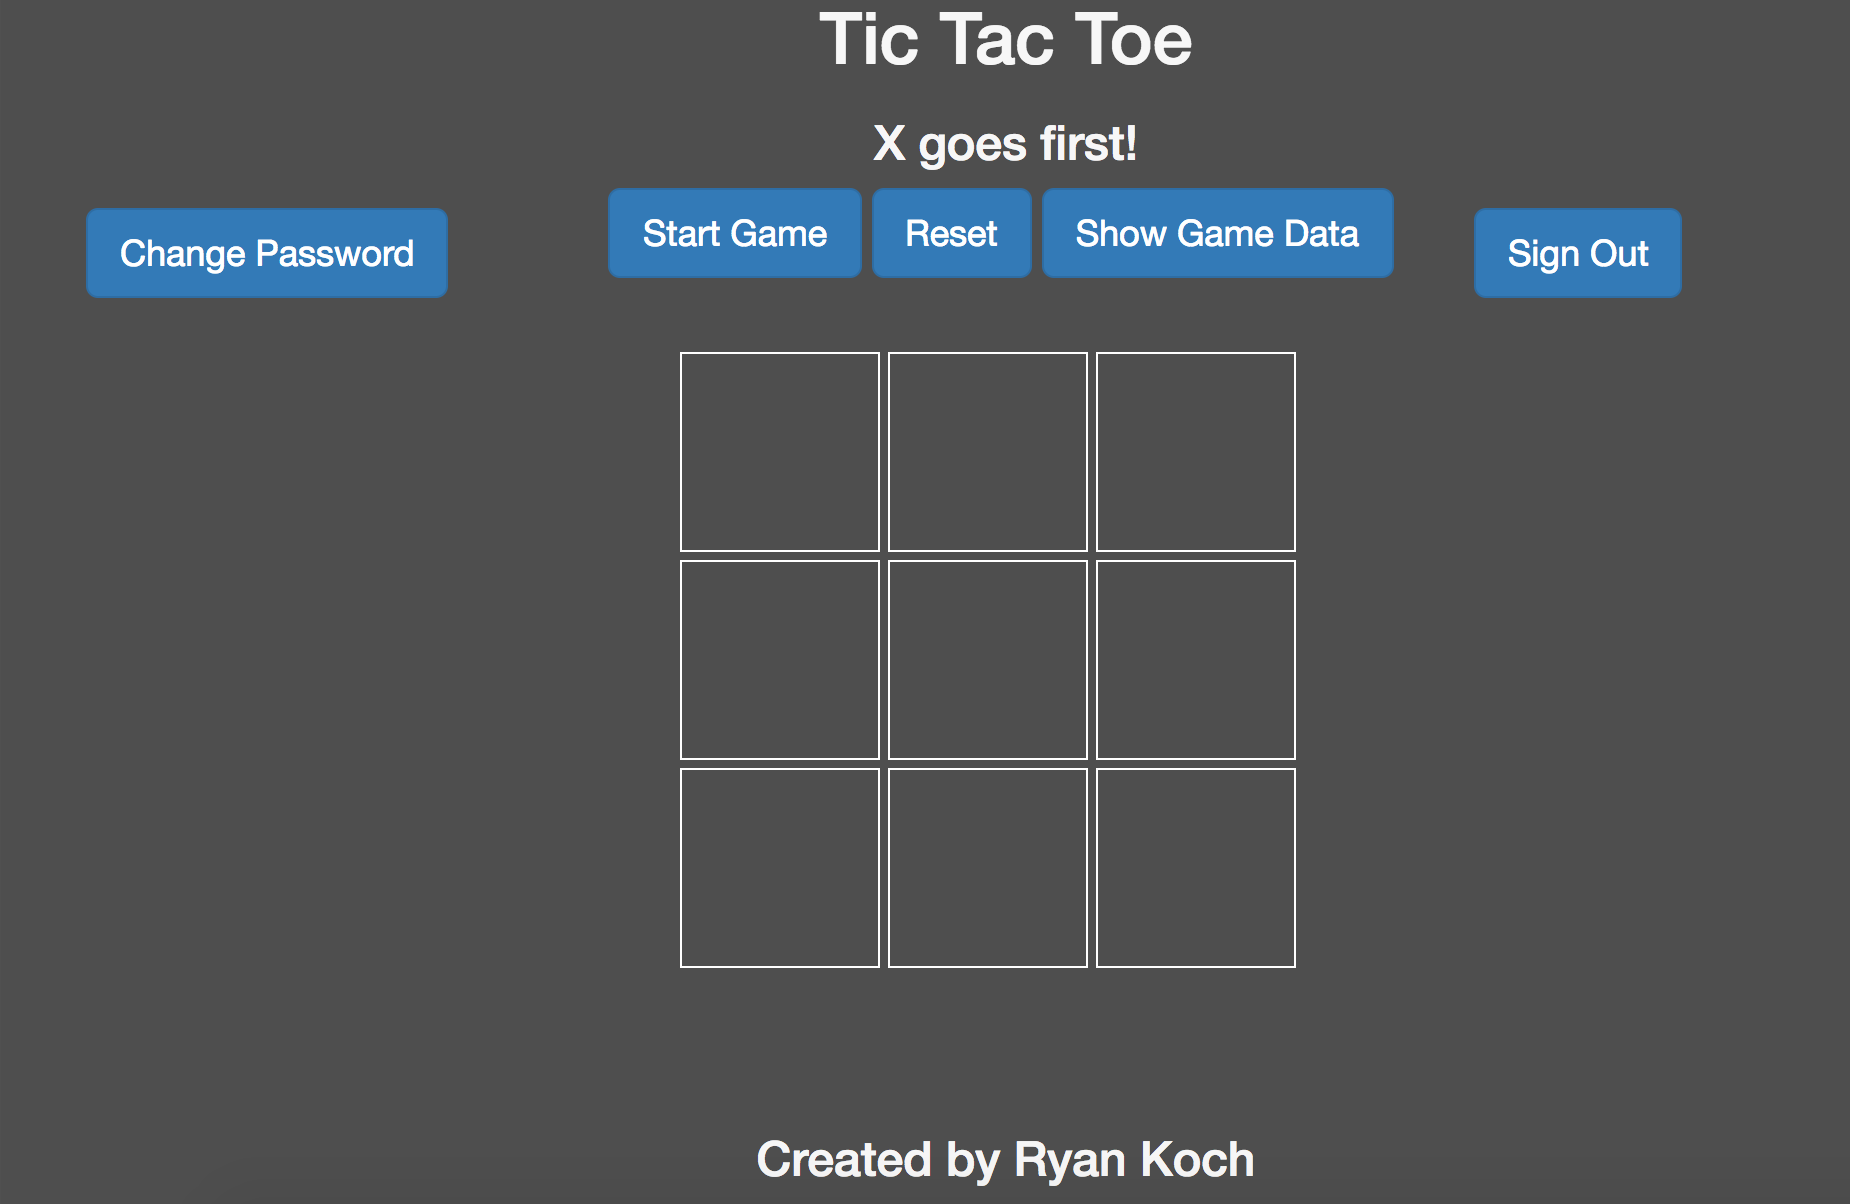 Tic Tac Toe
X goes first!
Change Password
Start Game
Reset
Show Game Data
Sign Out
Created by Ryan Koch